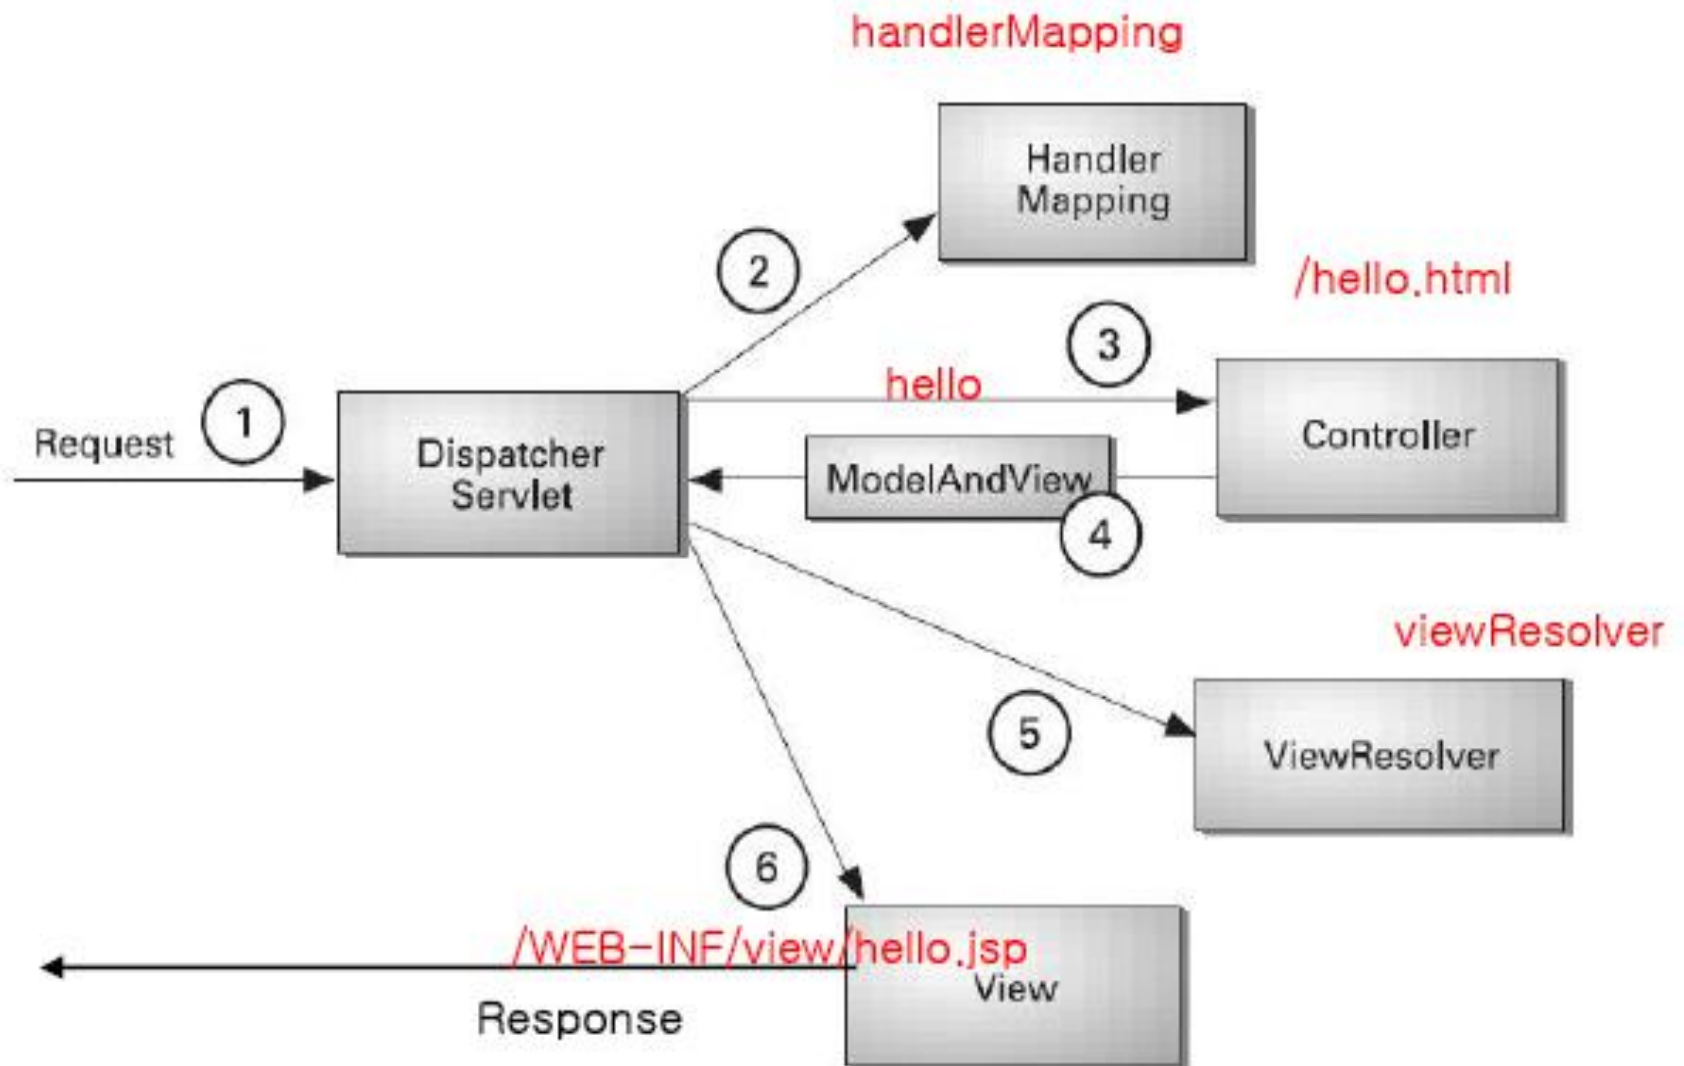 handlerMapping
Handler
Mapping
2
/hello.html
3
hello
1
Request
Dispatcher
Servlet
Controller
ModelAndView
4
viewResolver
5
ViewResolver
6
/WEB-INF/view/hello.jsp
View
Response